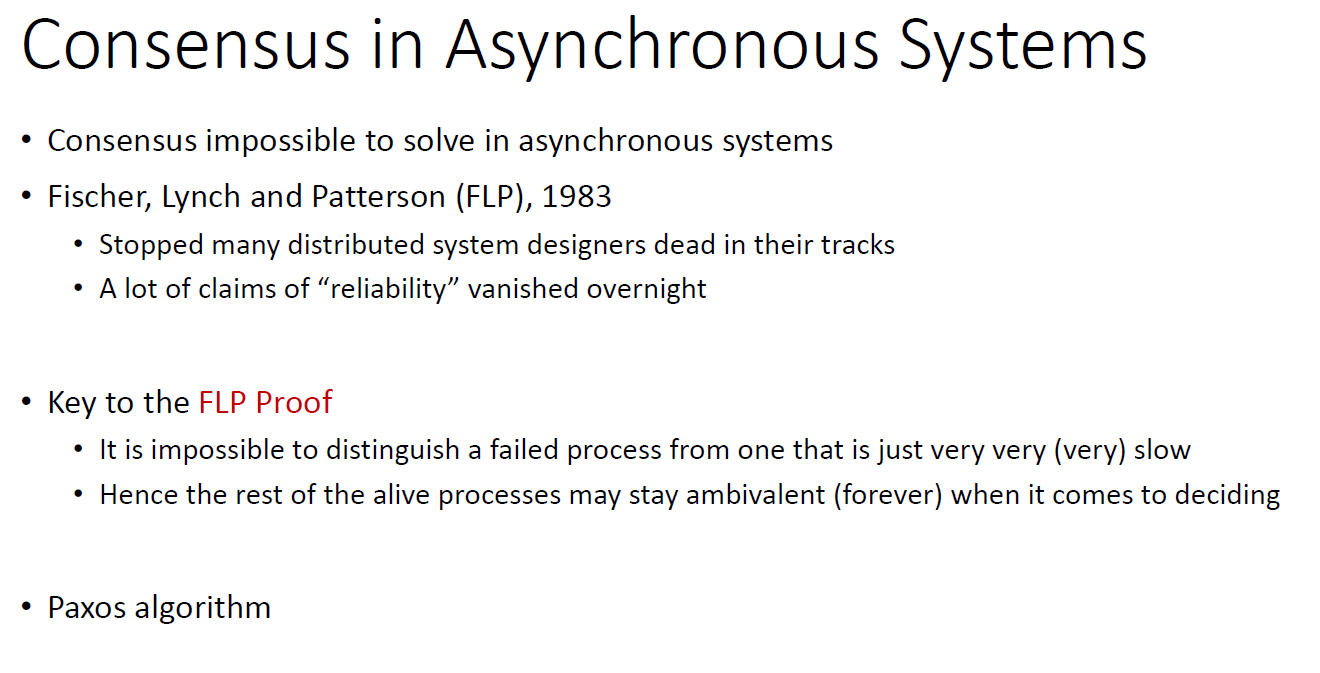 Consensus in Asynchronous Systems
• Consensus impossible to solve in asynchronous systems
• Fischer, Lynch and Patterson (FLP), 1983
• Stopped many distributed system designers dead in their tracks
• A lot of claims of “reliability” vanished overnight
• Key to the FLP Proof
• It is impossible to distinguish a failed process from one that is just very very (very) slow
• Hence the rest of the alive processes may stay ambivalent (forever) when it comes to deciding
• Paxos algorithm